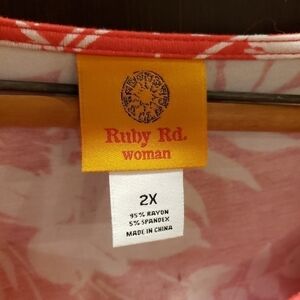 Ruby Rd.
woman
2X
95% RAYON
5% SPANDEX
MADE IN CHINA